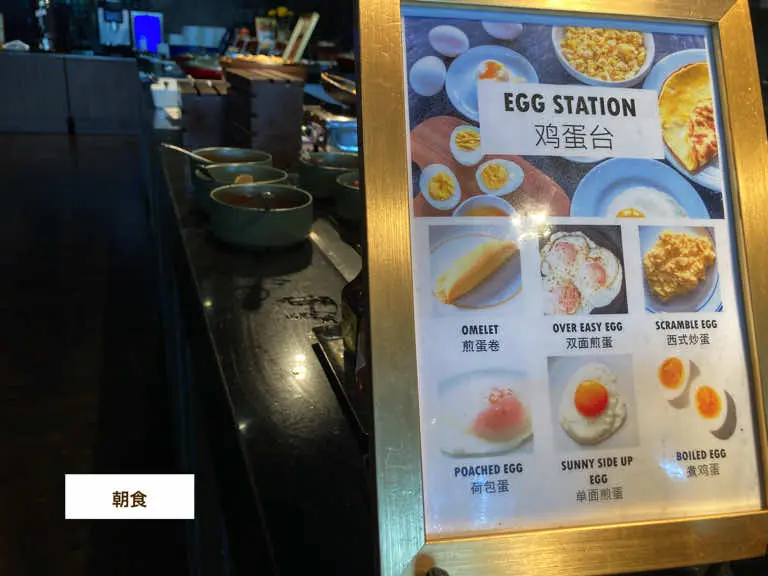 EGG STATION
鸡蛋台
OMELET
煎蛋卷
OVER EASY EGG
双面煎蛋
SCRAMBLE EGG
西式炒蛋
POACHED EGG
荷包蛋
SUNNY SIDE UP
EGG
单面煎蛋
BOILED EGG
煮鸡蛋
朝食